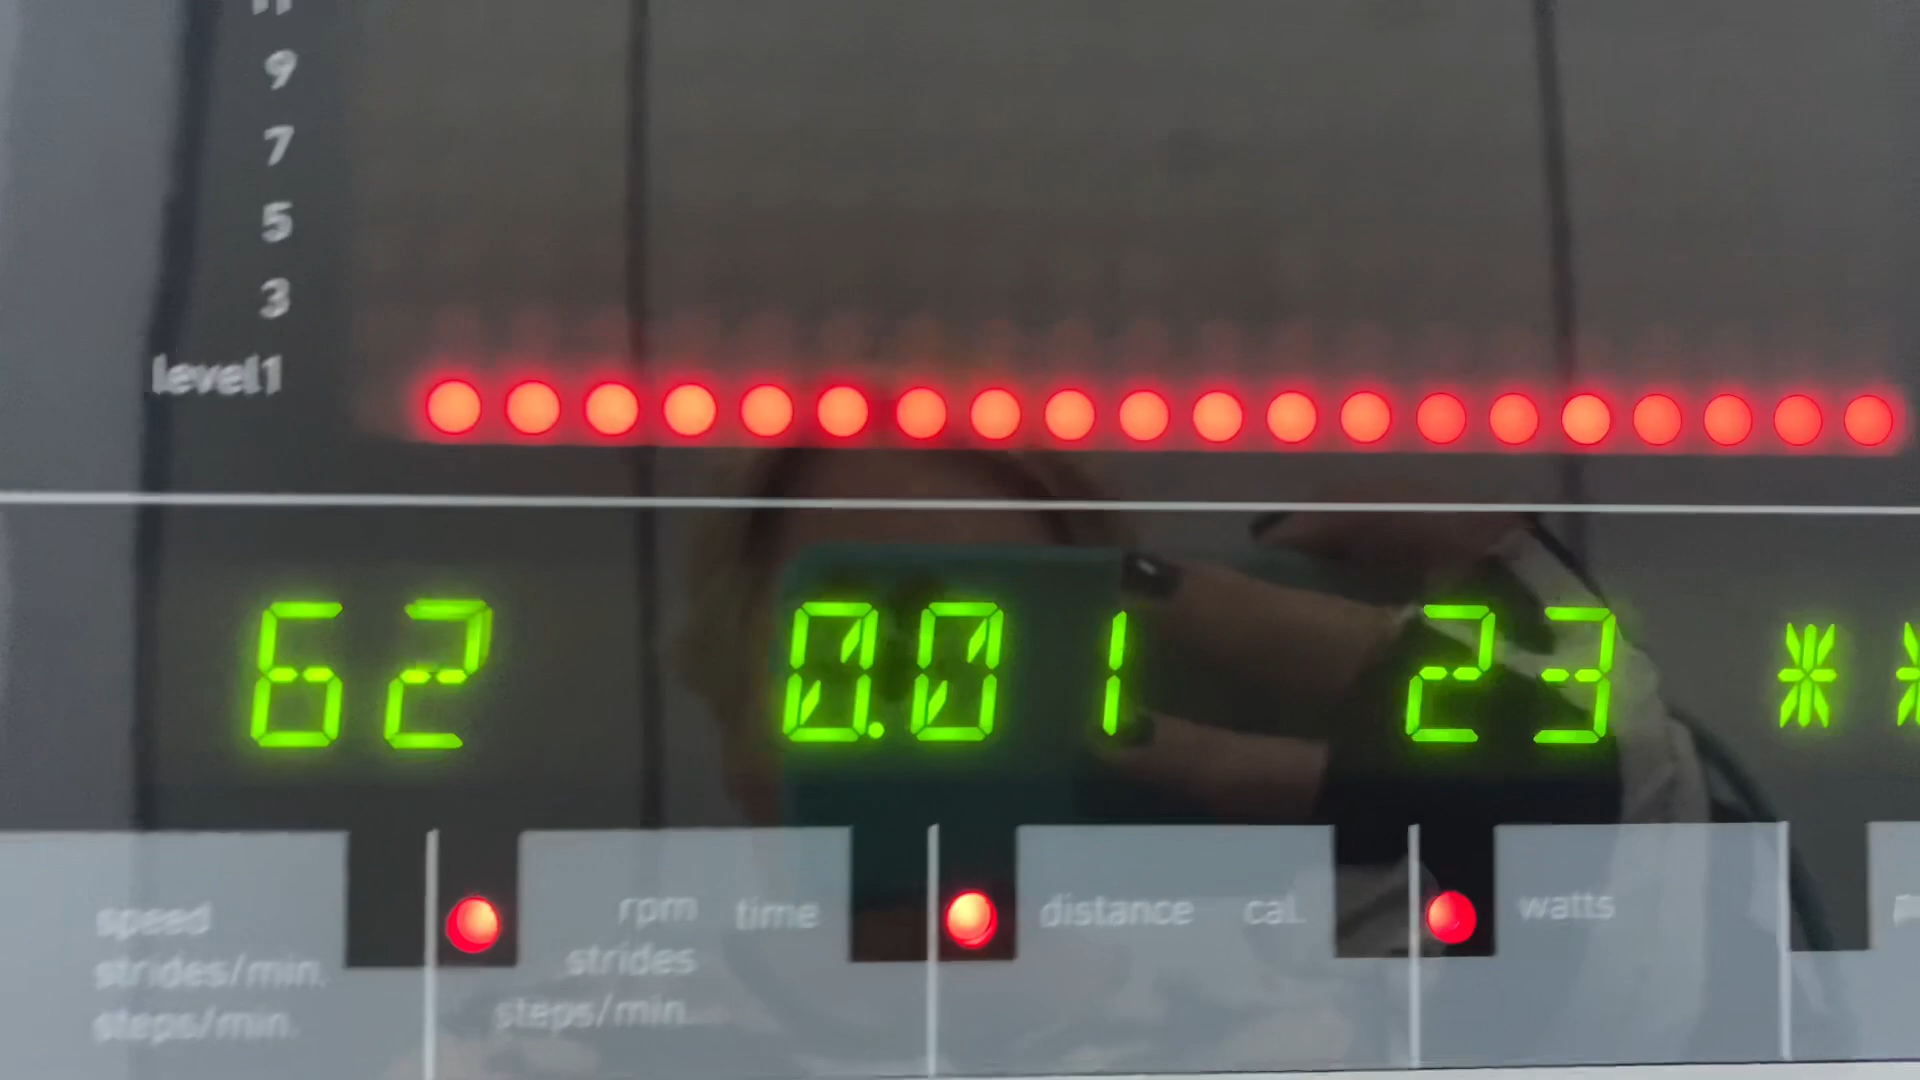 9
7
5
3
level1
62 0.01 23 **
speed rpm time distance cal. watts
strides/min. strides
steps/min. steps/min.